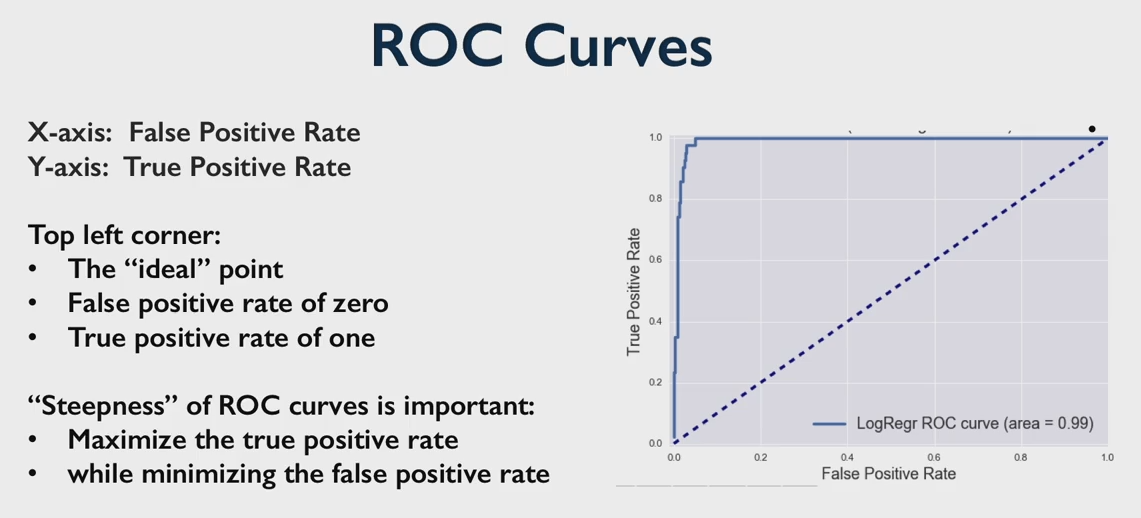 ROC Curves
X-axis: False Positive Rate
Y-axis: True Positive Rate
Top left corner:
• The “ideal” point
• False positive rate of zero
• True positive rate of one
“Steepness” of ROC curves is important:
• Maximize the true positive rate
• while minimizing the false positive rate
1.0
0.8
0.6
0.4
0.2
0.0
True Positive Rate
LogRegr ROC curve (area = 0.99)
0.0 0.2 0.4 0.6 0.8 1.0
False Positive Rate